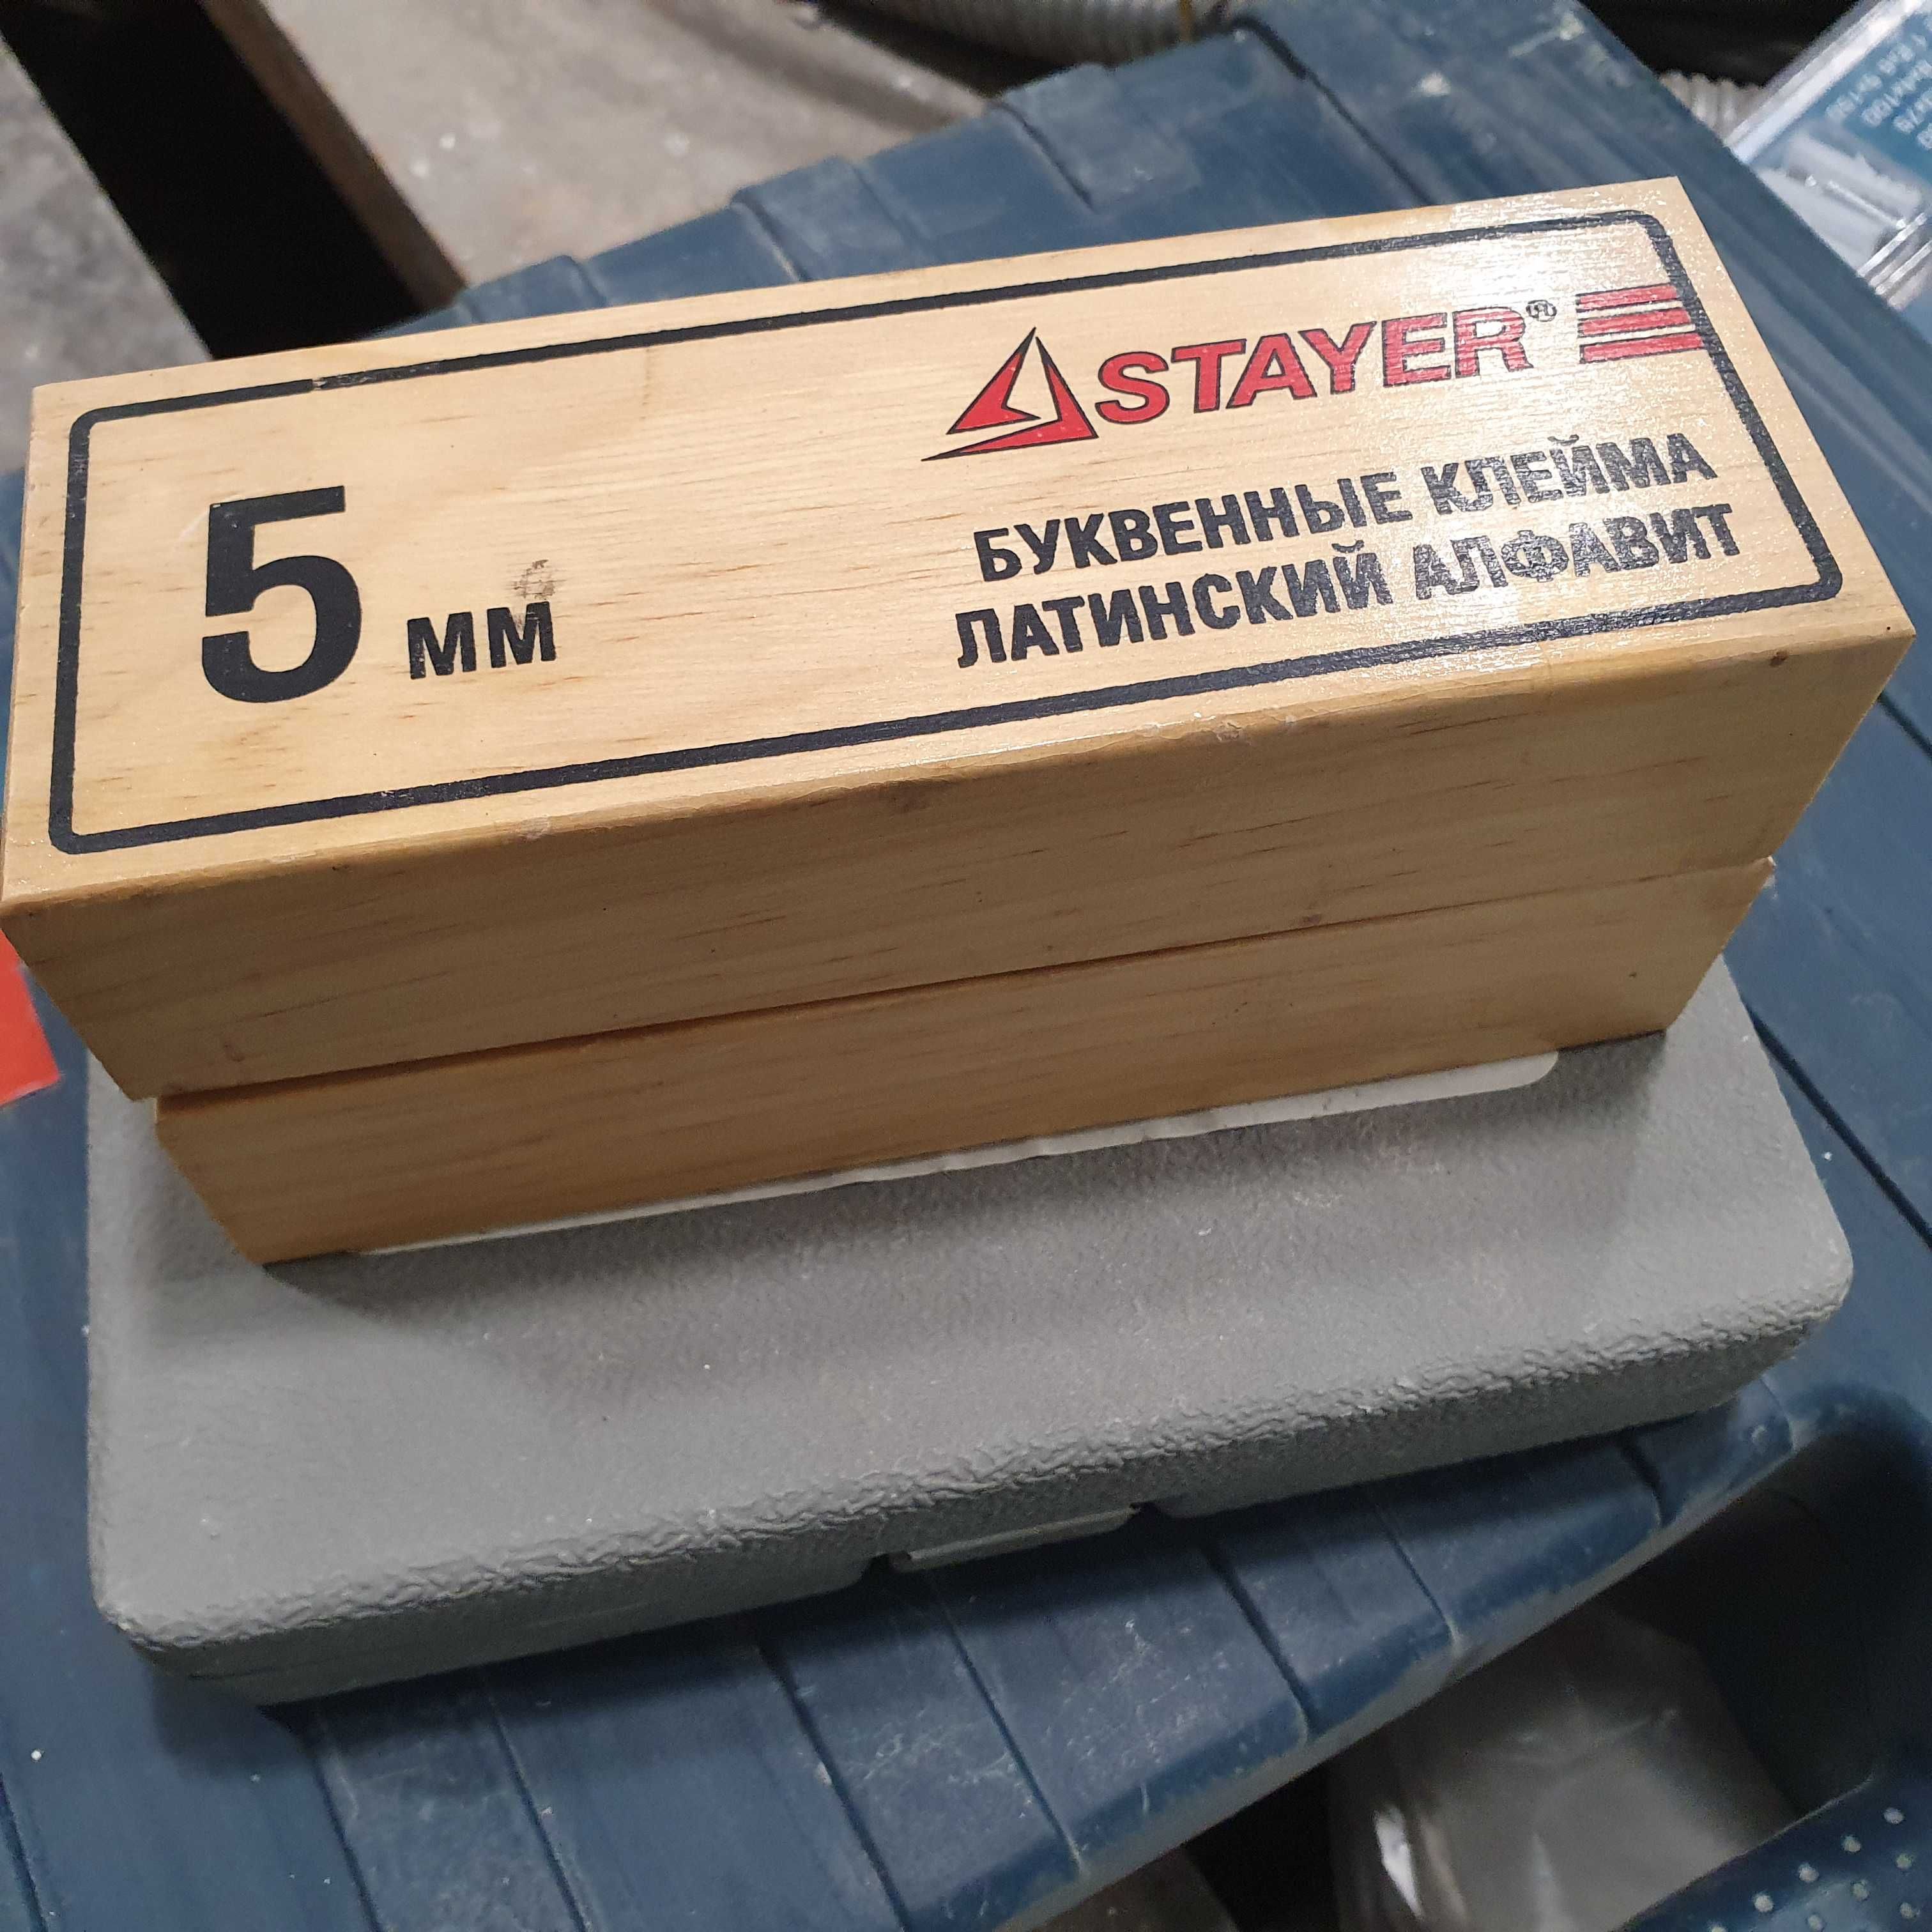 STAYER®
5 мм
БУКВЕННЫЕ КЛЕЙМА
ЛАТИНСКИЙ АЛФАВИТ